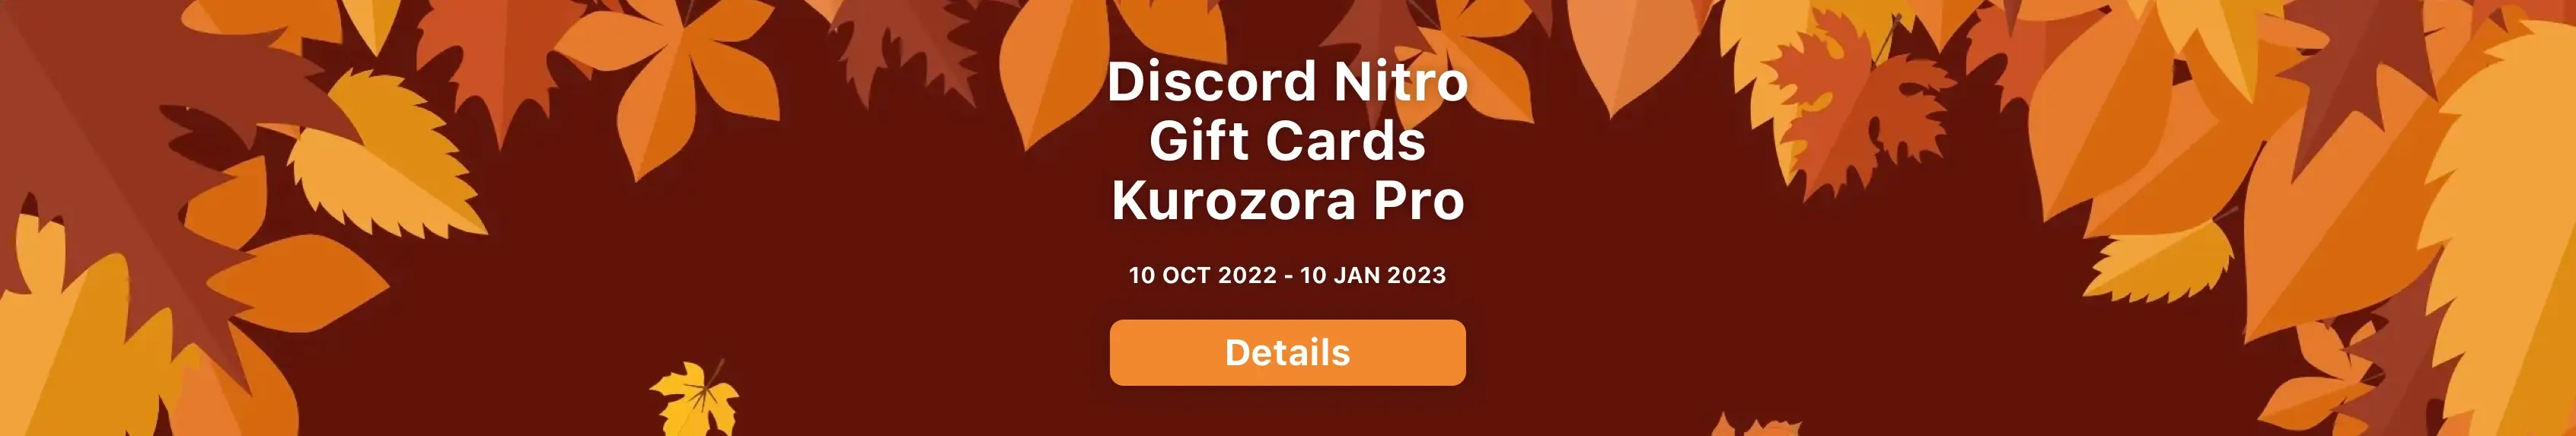 Discord Nitro
Gift Cards
Kurozora Pro
10 OCT 2022 - 10 JAN 2023
Details